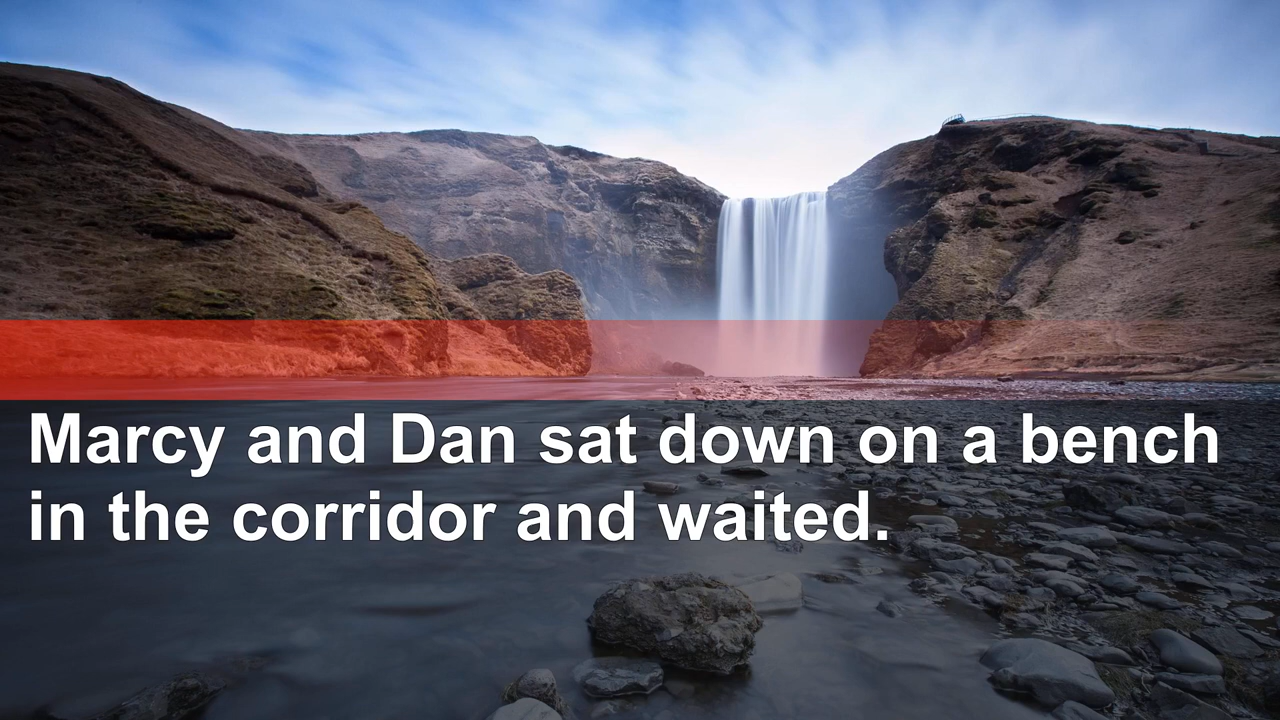 Marcy and Dan sat down on a bench
in the corridor and waited.